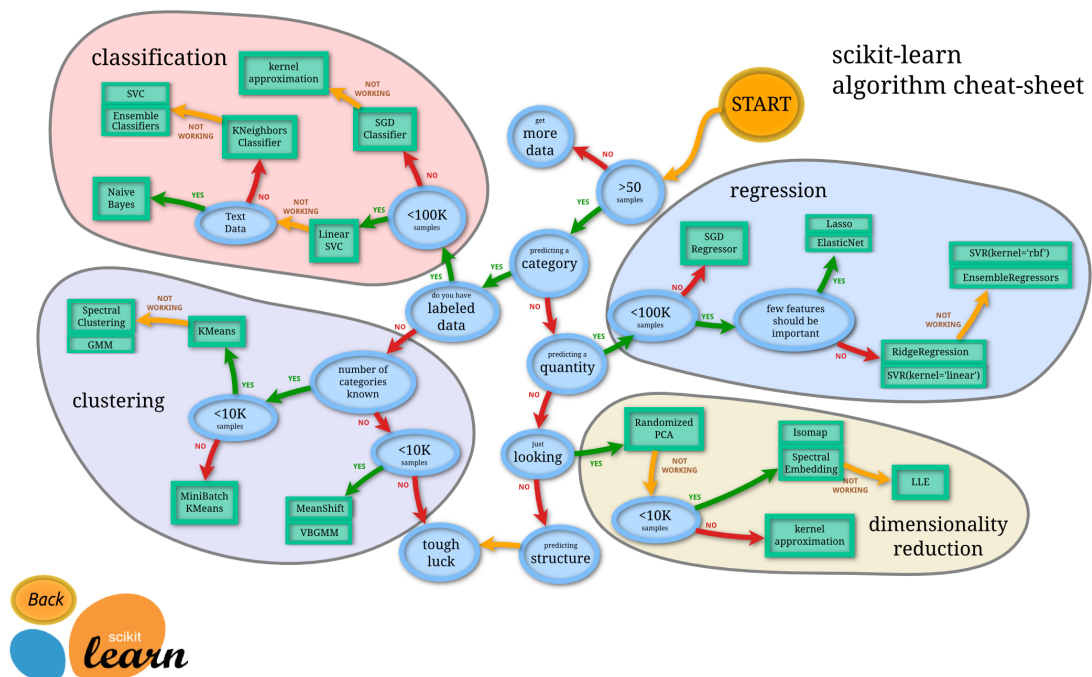 scikit-learn
algorithm cheat-sheet
START
classification
kernel
approximation
NOT
WORKING
SVC
Ensemble
Classifiers
NOT
WORKING
KNeighbors
Classifier
SGD
Classifier
NO
Naive
Bayes
YES
Text
Data
NO
NOT
WORKING
Linear
SVC
YES
<100K
samples
YES
get
more
data
NO
>50
samples
YES
predicting a
category
YES
do you have
labeled
data
NO
NO
predicting a
quantity
YES
NO
just
looking
YES
NO
predicting
structure
tough
luck
regression
SGD
Regressor
NO
<100K
samples
YES
few features
should be
important
YES
Lasso
ElasticNet
NO
RidgeRegression
SVR(kernel='linear')
NOT
WORKING
SVR(kernel='rbf')
EnsembleRegressors
clustering
Spectral
Clustering
GMM
NOT
WORKING
KMeans
YES
<10K
samples
YES
number of
categories
known
NO
NO
MiniBatch
KMeans
<10K
samples
YES
NO
MeanShift
VBGMM
Randomized
PCA
NOT
WORKING
<10K
samples
YES
Isomap
Spectral
Embedding
NOT
WORKING
LLE
NO
kernel
approximation
dimensionality
reduction
Back
scikit
learn